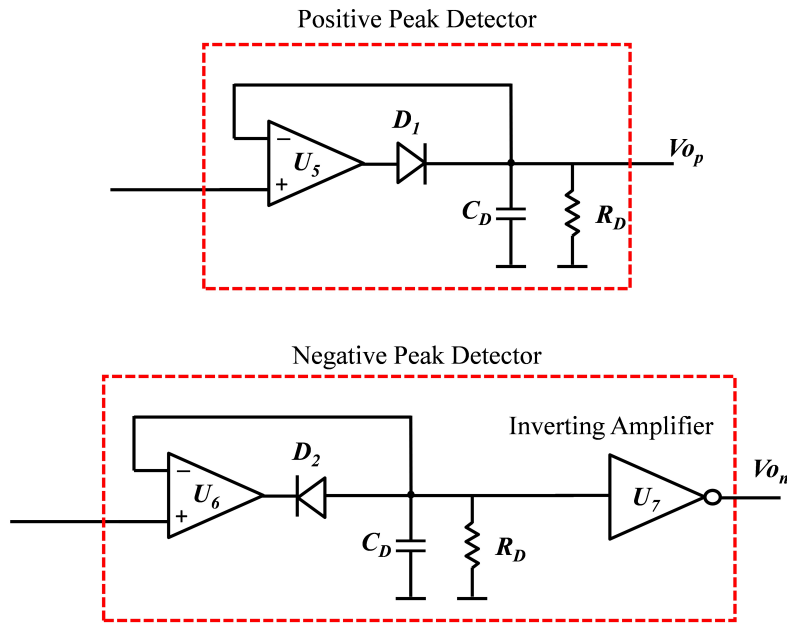 Positive Peak Detector
D1
Vop
−
U5
+
CD
RD
Negative Peak Detector
Inverting Amplifier
D2
Von
−
U6
U7
+
CD
RD